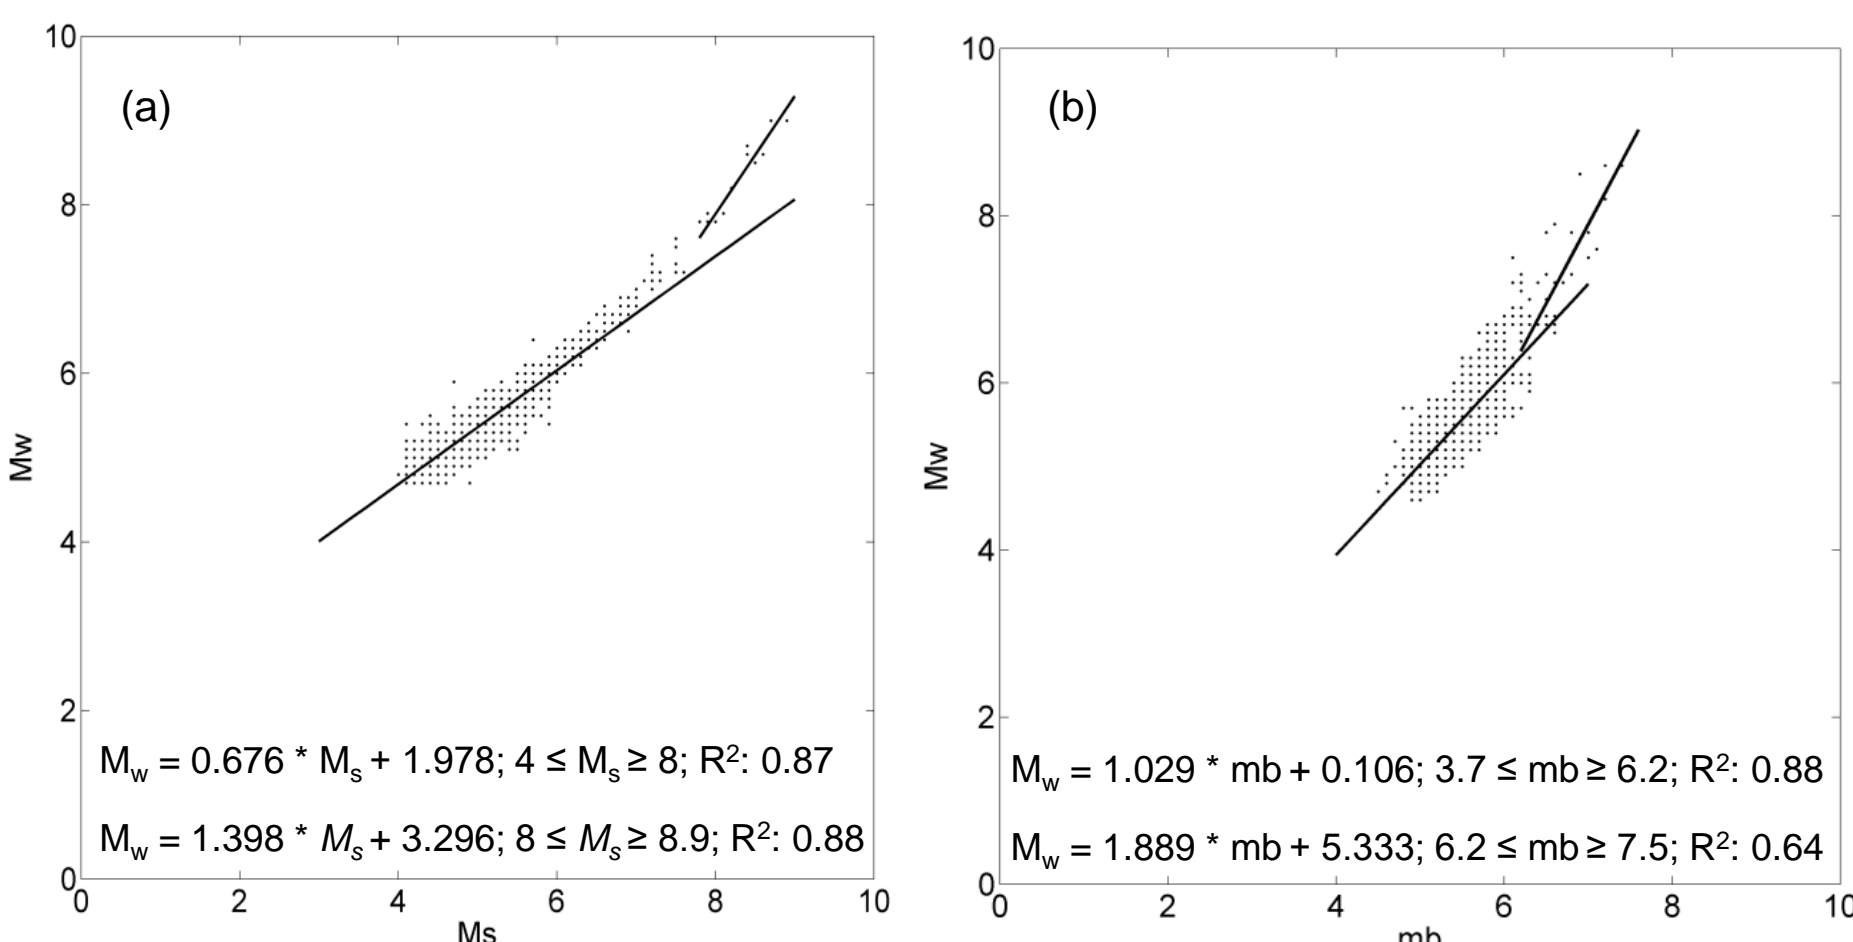 10
(a)
8
6
Mw
4
2
M_w = 0.676 * M_s + 1.978; 4 ≤ M_s ≥ 8; R²: 0.87
M_w = 1.398 * M_s + 3.296; 8 ≤ M_s ≥ 8.9; R²: 0.88
0
0 2 4 6 8 10
Ms
10
(b)
8
6
Mw
4
2
M_w = 1.029 * mb + 0.106; 3.7 ≤ mb ≥ 6.2; R²: 0.88
M_w = 1.889 * mb + 5.333; 6.2 ≤ mb ≥ 7.5; R²: 0.64
0
0 2 4 6 8 10
mb